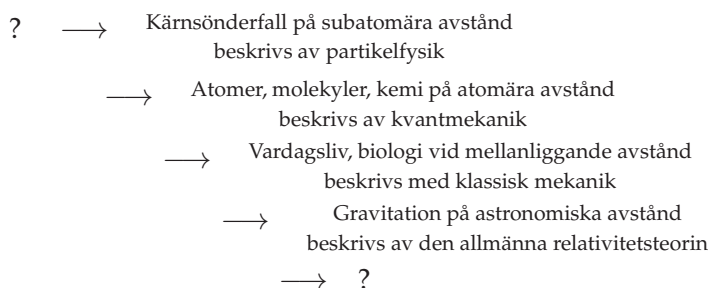 ? ⟶ Kärnsönderfall på subatomära avstånd
beskrivs av partikelfysik
⟶ Atomer, molekyler, kemi på atomära avstånd
beskrivs av kvantmekanik
⟶ Vardagsliv, biologi vid mellanliggande avstånd
beskrivs med klassisk mekanik
⟶ Gravitation på astronomiska avstånd
beskrivs av den allmänna relativitetsteorin
⟶ ?